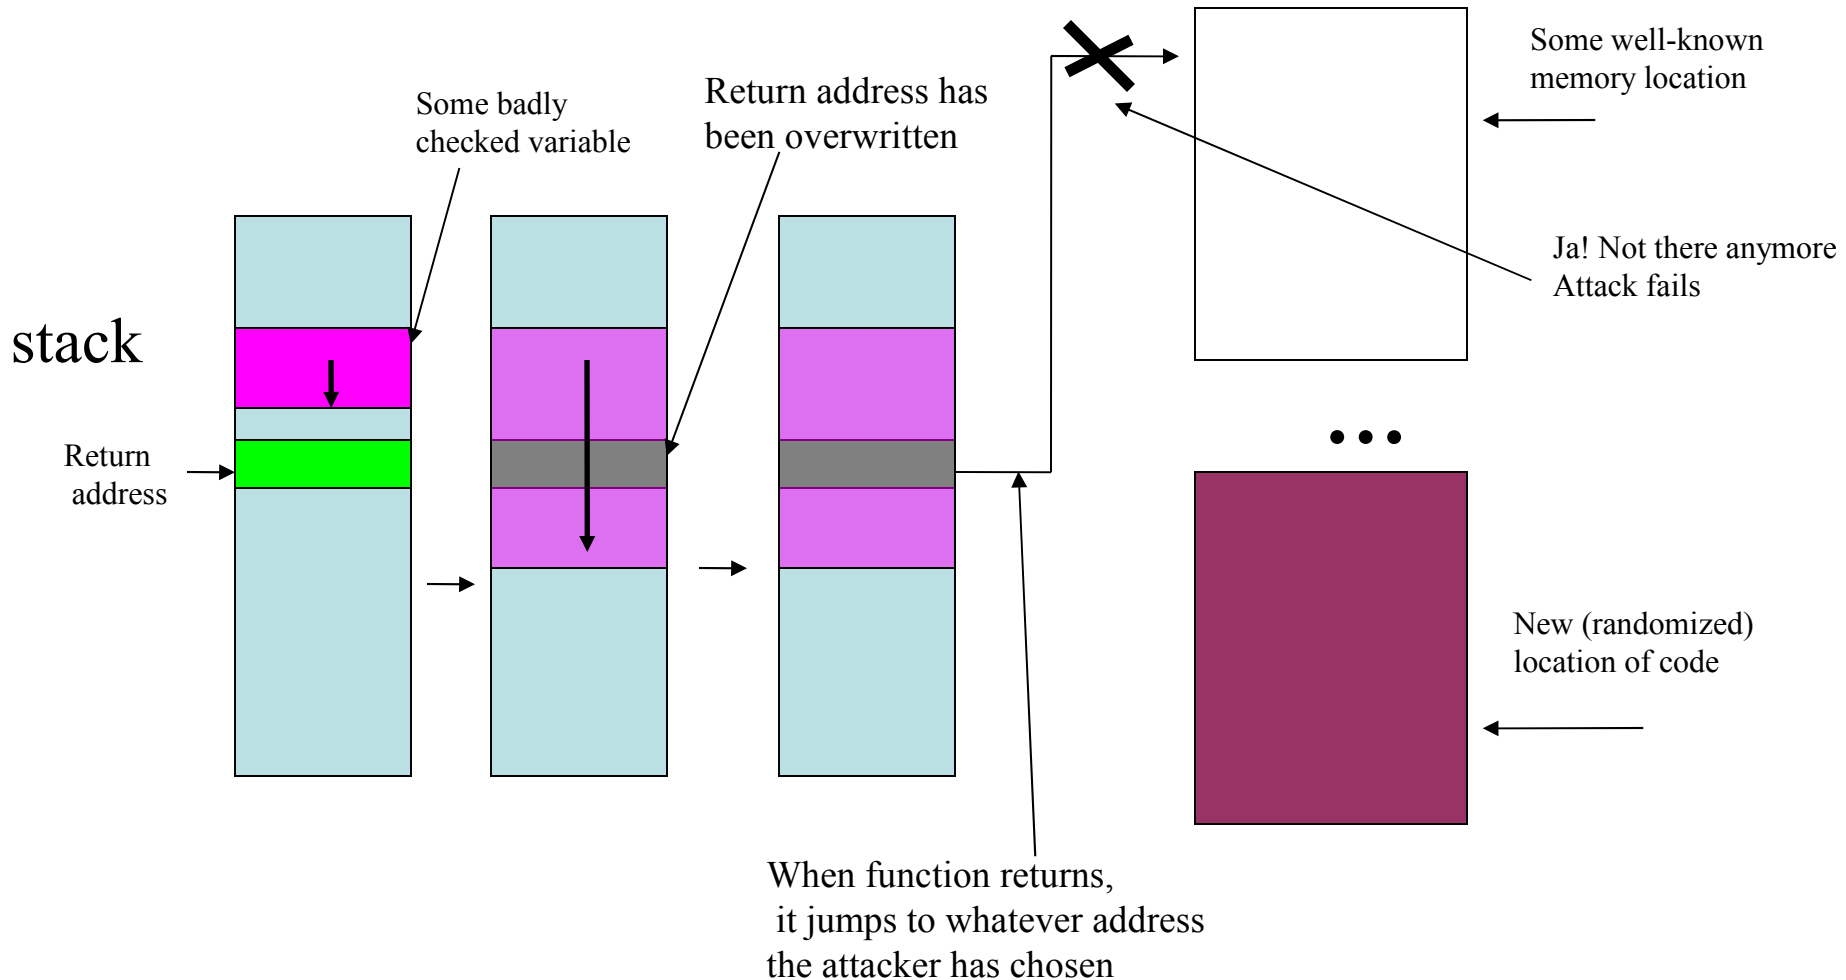 Some well-known
memory location
Return address has
been overwritten
Some badly
checked variable
Ja! Not there anymore
Attack fails
stack
Return
address
New (randomized)
location of code
When function returns,
it jumps to whatever address
the attacker has chosen